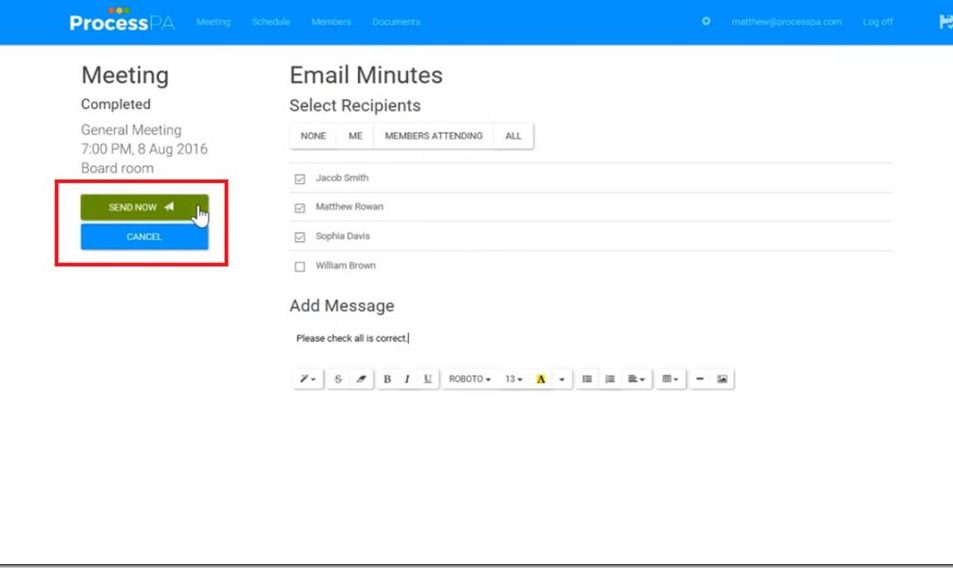 ProcessPA Meeting Schedule Members Documents matthew@processpa.com Log off
Meeting
Completed
General Meeting
7:00 PM, 8 Aug 2016
Board room
SEND NOW
CANCEL
Email Minutes
Select Recipients
NONE ME MEMBERS ATTENDING ALL
Jacob Smith
Matthew Rowan
Sophia Davis
William Brown
Add Message
Please check all is correct.
S B I U ROBOTO 13 A